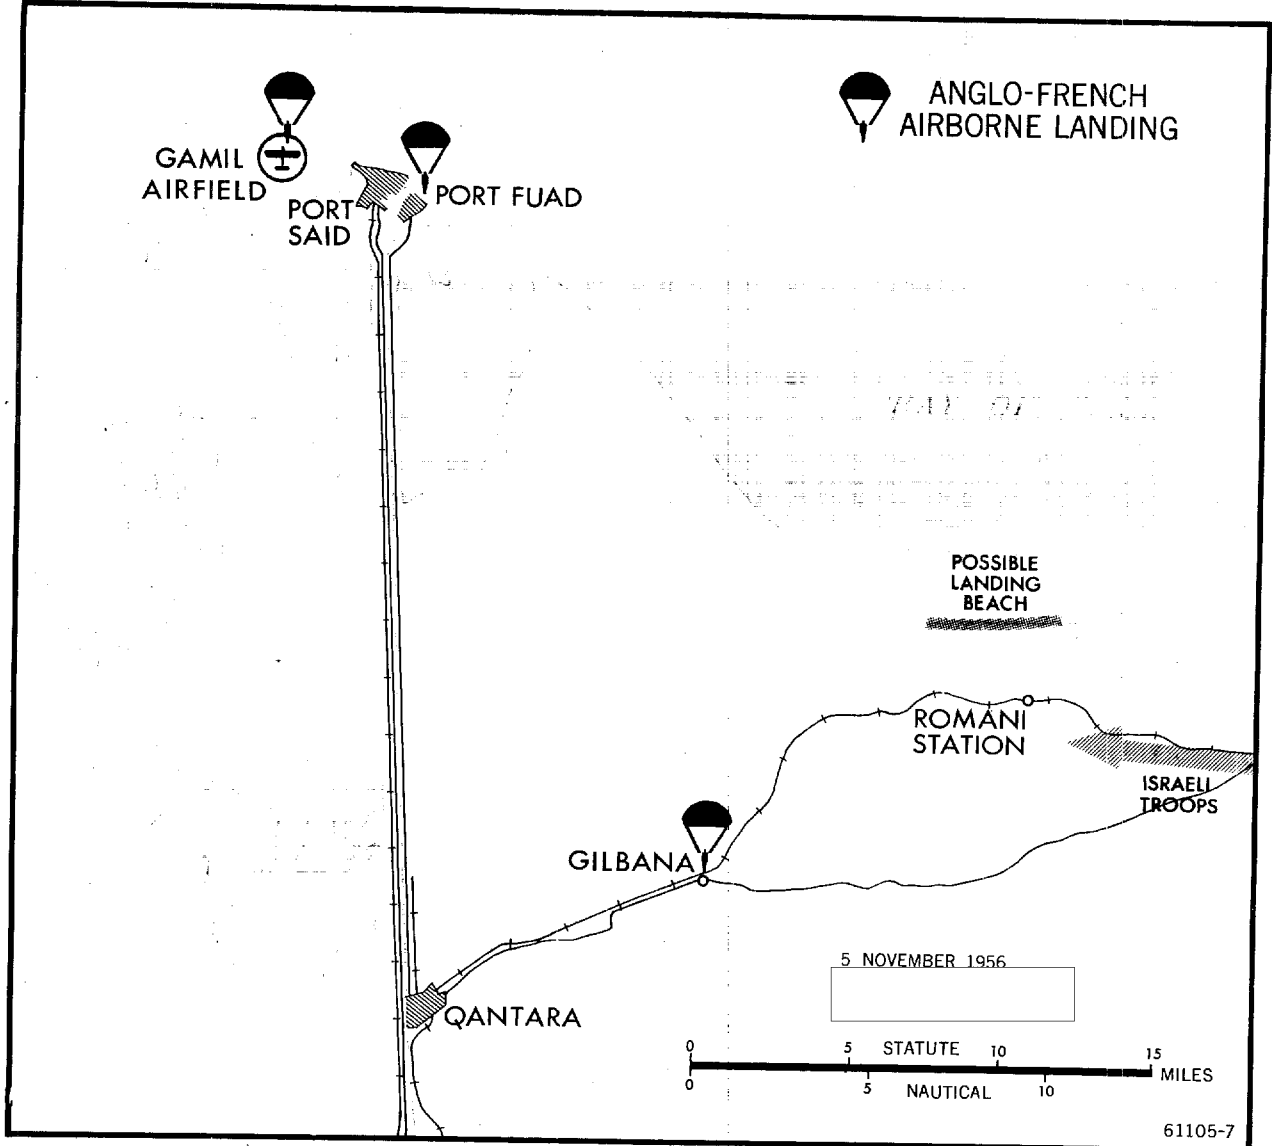 ANGLO-FRENCH
AIRBORNE LANDING
GAMIL
AIRFIELD
PORT
SAID
PORT FUAD
POSSIBLE
LANDING
BEACH
ROMANI
STATION
ISRAELI
TROOPS
GILBANA
QANTARA
5 NOVEMBER 1956
0 5 STATUTE 10 15
MILES
0 5 NAUTICAL 10
61105-7